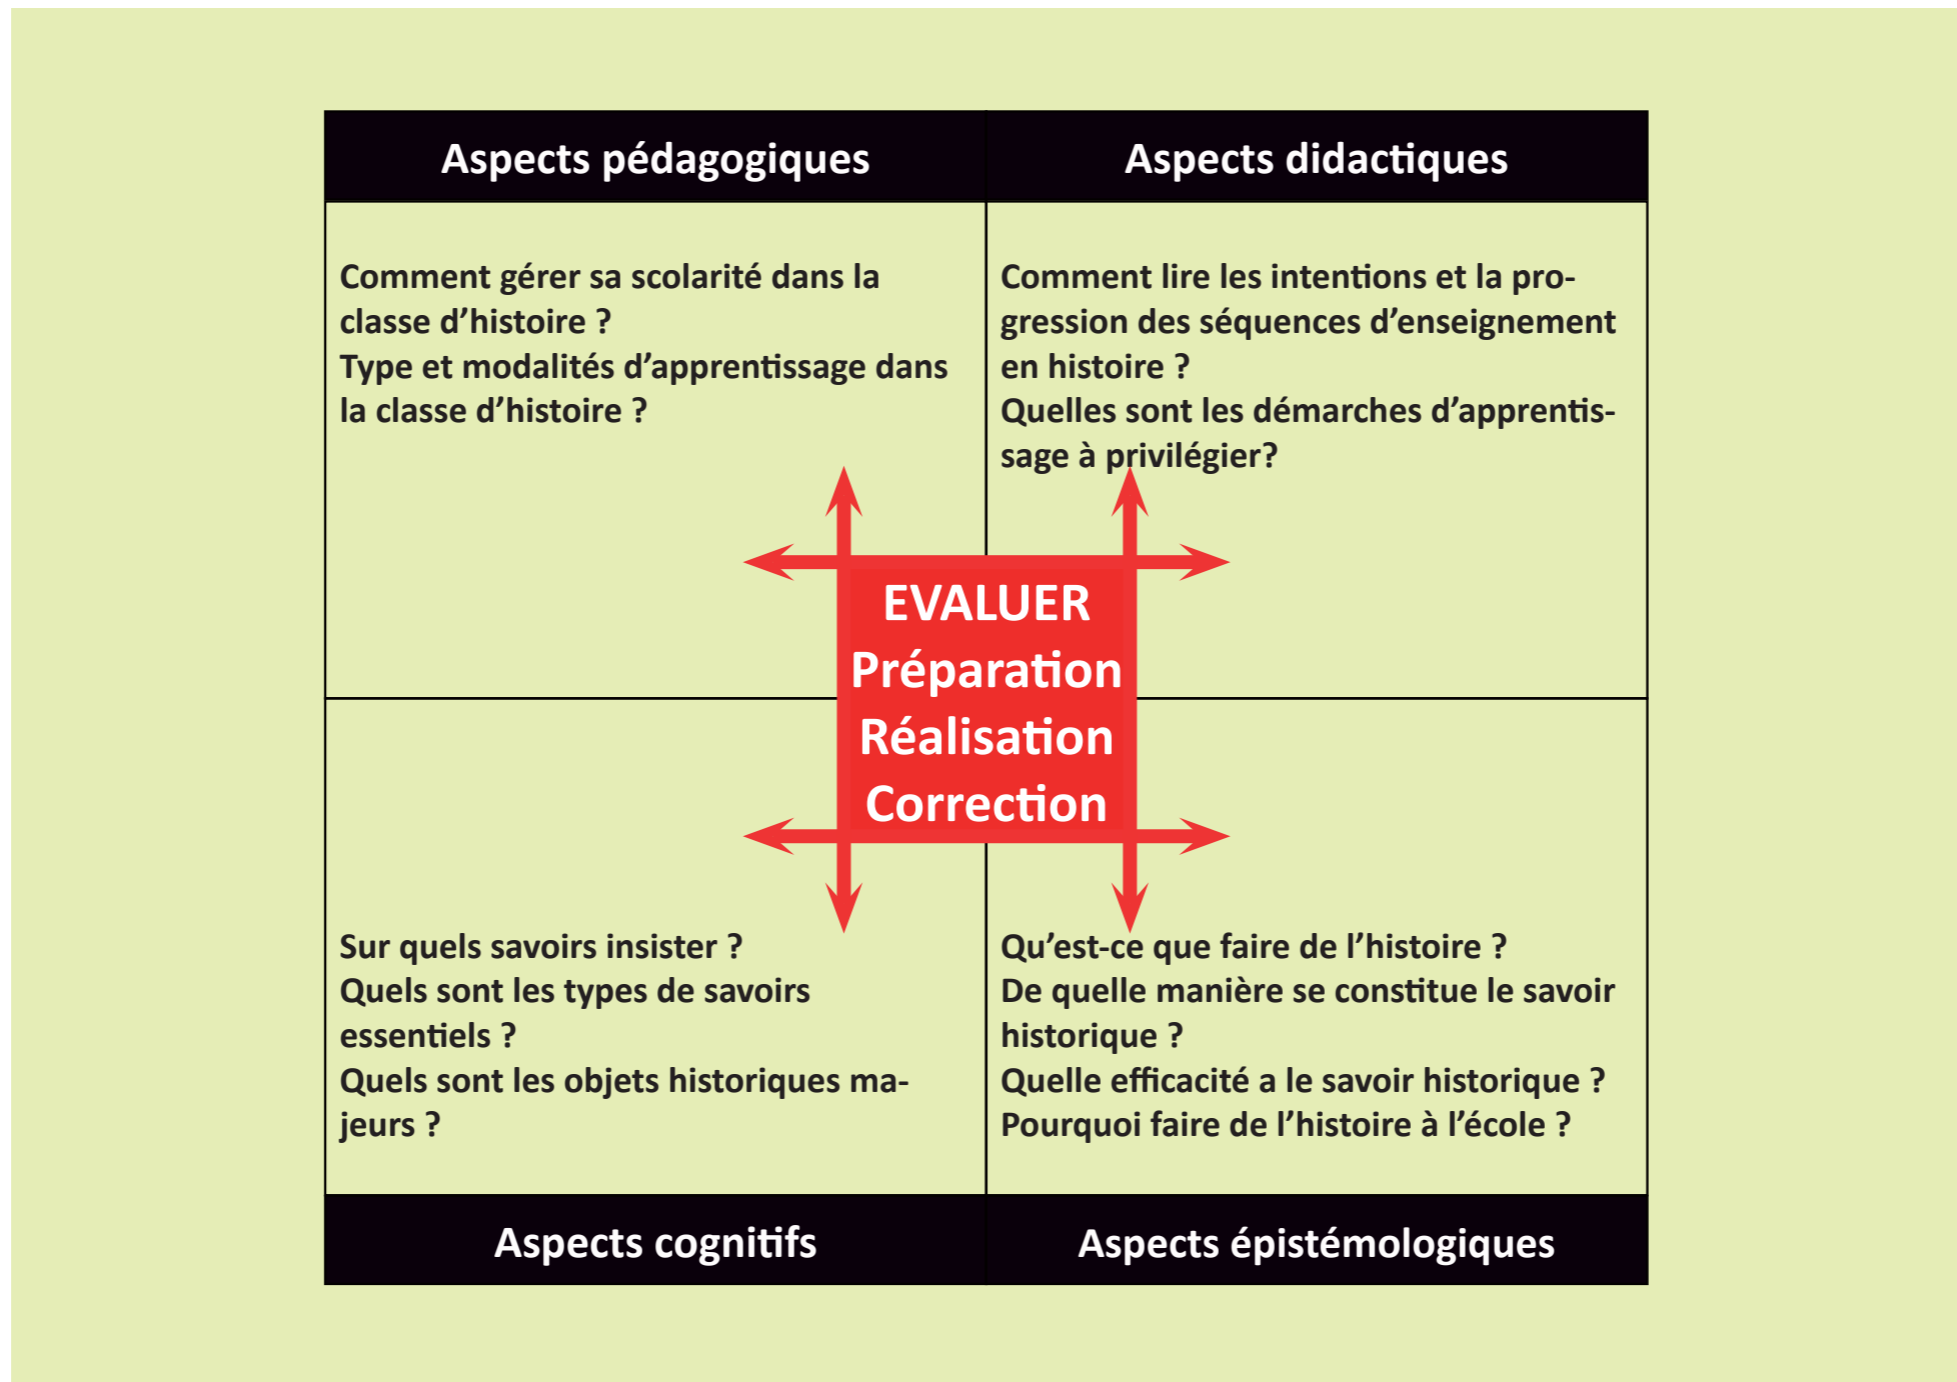 Aspects pédagogiques
Aspects didactiques
Comment gérer sa scolarité dans la
classe d’histoire ?
Type et modalités d’apprentissage dans
la classe d’histoire ?
Comment lire les intentions et la pro-
gression des séquences d’enseignement
en histoire ?
Quelles sont les démarches d’apprentis-
sage à privilégier?
EVALUER
Préparation
Réalisation
Correction
Sur quels savoirs insister ?
Quels sont les types de savoirs
essentiels ?
Quels sont les objets historiques ma-
jeurs ?
Qu’est-ce que faire de l’histoire ?
De quelle manière se constitue le savoir
historique ?
Quelle efficacité a le savoir historique ?
Pourquoi faire de l’histoire à l’école ?
Aspects cognitifs
Aspects épistémologiques